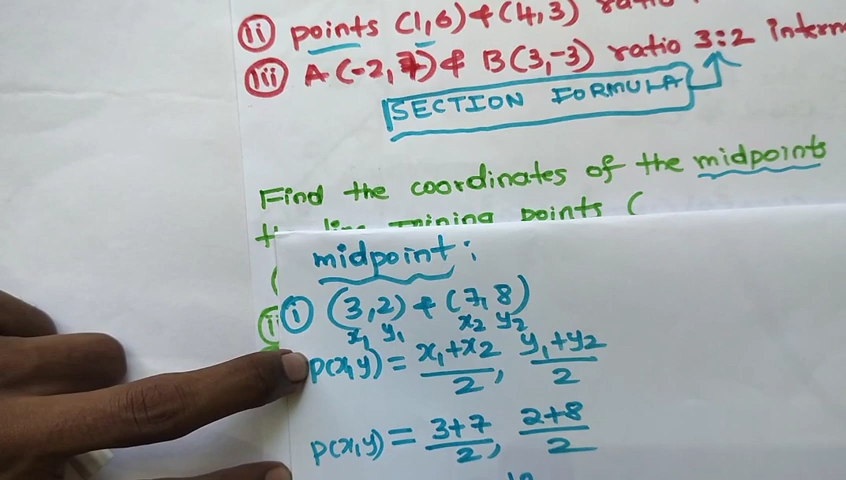 (ii) points (1,6) & (4,3)
(iii) A(-2,7) & B(3,-3) ratio 3:2
SECTION FORMULA
Find the coordinates of the midpoints
points (
midpoint:
(i) (3,2) & (7,8)
x₁ y₁ x₂ y₂
P(x,y) = x₁+x₂/2, y₁+y₂/2
P(x,y) = 3+7/2, 2+8/2